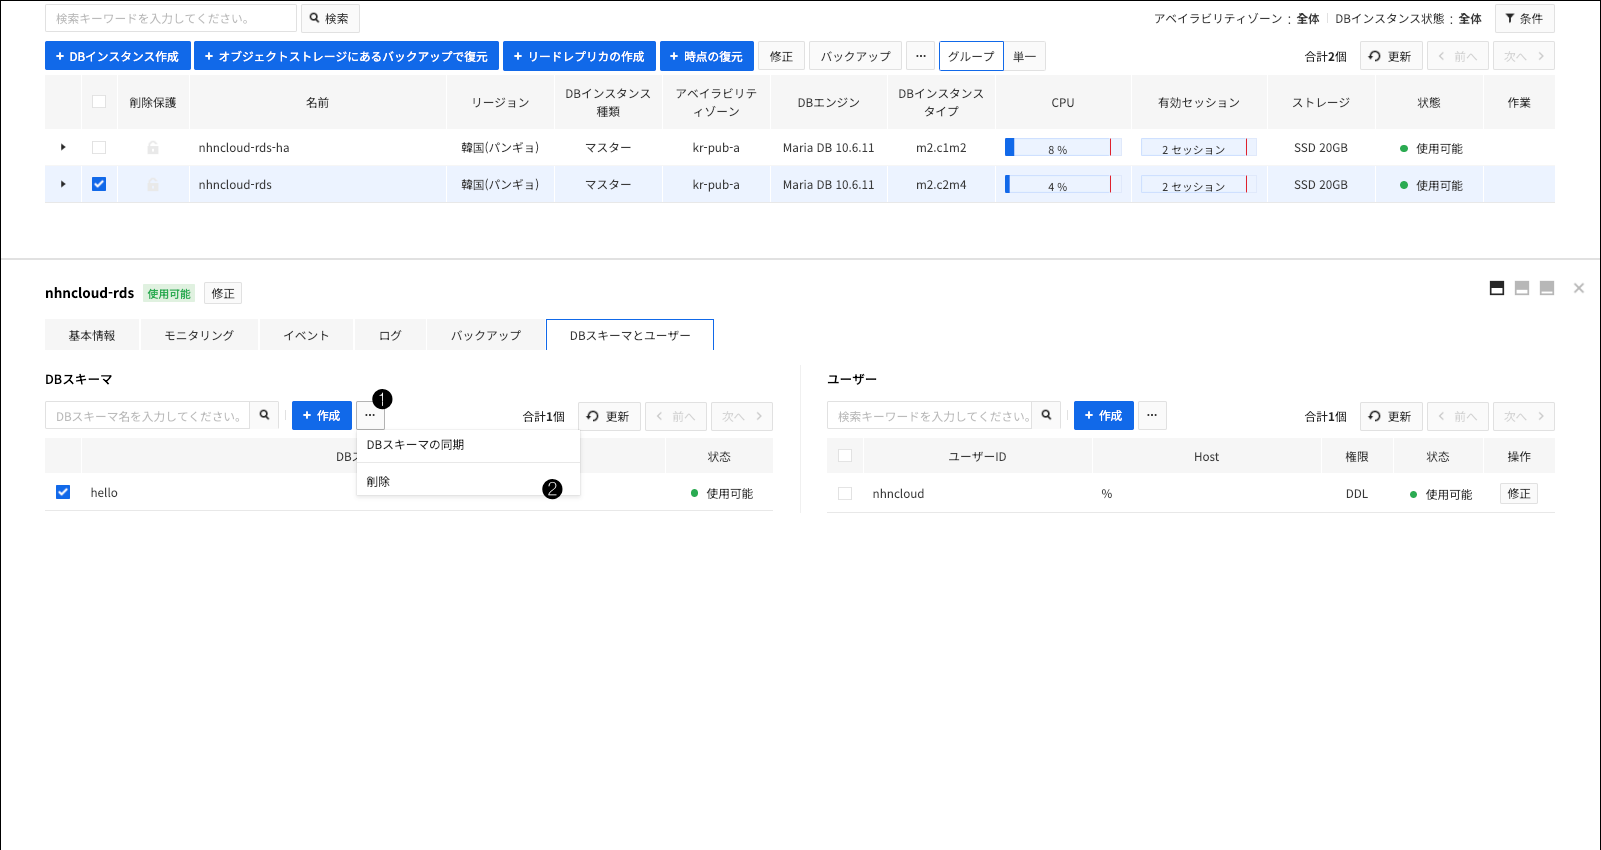 検索キーワードを入力してください。 検索 アベイラビリティゾーン : 全体 DBインスタンス状態 : 全体 条件
+ DBインスタンス作成 + オブジェクトストレージにあるバックアップで復元 + リードレプリカの作成 + 時点の復元 修正 バックアップ ... グループ 単一 合計2個 更新 前へ 次へ
削除保護 名前 リージョン DBインスタンス種類 アベイラビリティゾーン DBエンジン DBインスタンスタイプ CPU 有効セッション ストレージ 状態 作業
nhncloud-rds-ha 韓国(パンギョ) マスター kr-pub-a Maria DB 10.6.11 m2.c1m2 8 % 2 セッション SSD 20GB 使用可能
nhncloud-rds 韓国(パンギョ) マスター kr-pub-a Maria DB 10.6.11 m2.c2m4 4 % 2 セッション SSD 20GB 使用可能
nhncloud-rds 使用可能 修正
基本情報 モニタリング イベント ログ バックアップ DBスキーマとユーザー
DBスキーマ
DBスキーマ名を入力してください。 + 作成 ... 1 合計1個 更新 前へ 次へ
DBス 状态
DBスキーマの同期
削除 2
hello 使用可能
ユーザー
検索キーワードを入力してください。 + 作成 ... 合計1個 更新 前へ 次へ
ユーザーID Host 権限 状态 操作
nhncloud % DDL 使用可能 修正